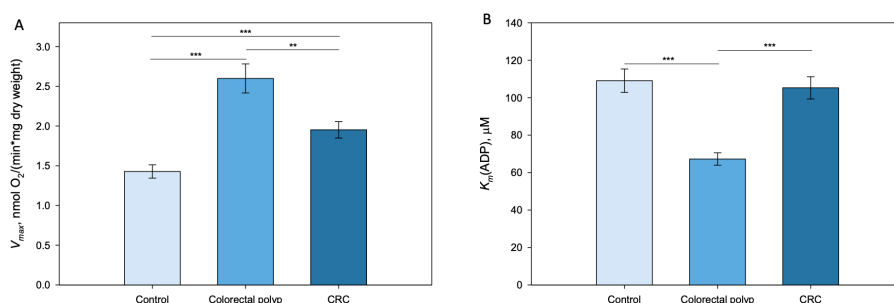 A
***
***
**
3.0
2.5
2.0
1.5
1.0
0.5
0.0
Vmax, nmol O2/(min*mg dry weight)
Control
Colorectal polyp
CRC
B
***
***
140
120
100
80
60
40
20
0
Km(ADP), µM
Control
Colorectal polyp
CRC